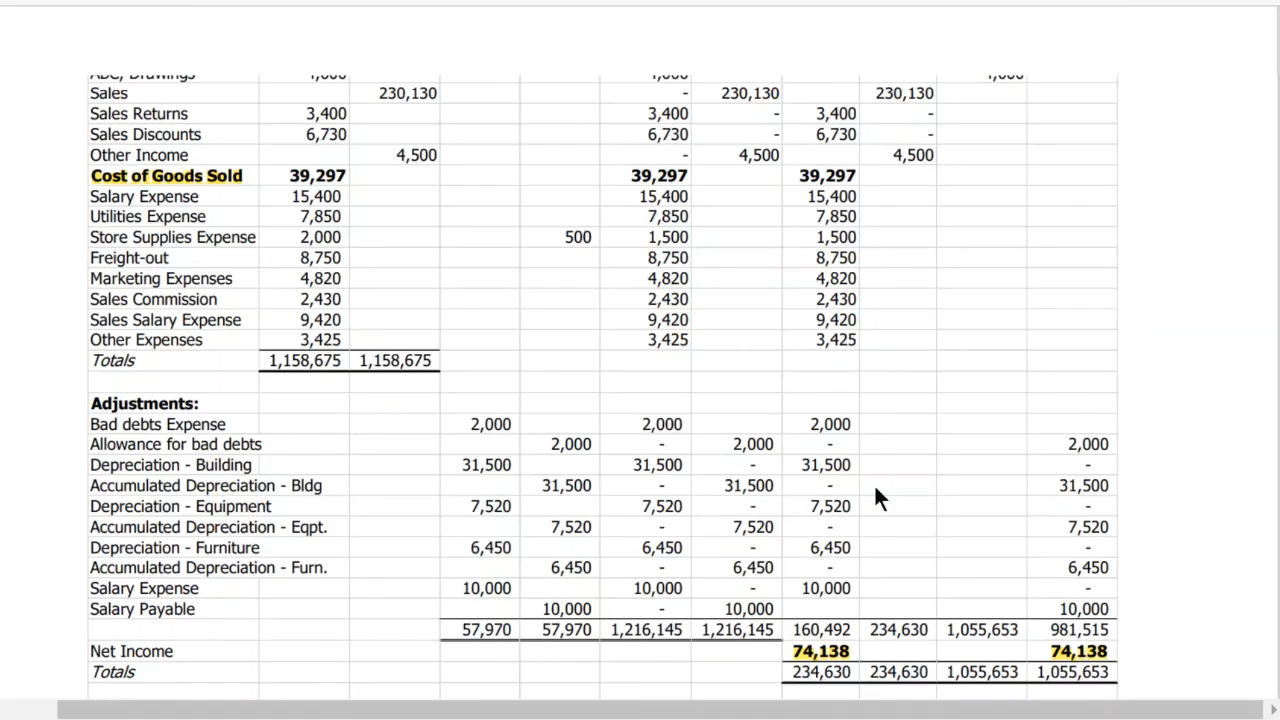 ABC, Drawings 4,000 4,000 4,000
Sales 230,130 - 230,130 230,130
Sales Returns 3,400 3,400 - 3,400 -
Sales Discounts 6,730 6,730 - 6,730 -
Other Income 4,500 - 4,500 4,500
Cost of Goods Sold 39,297 39,297 39,297
Salary Expense 15,400 15,400 15,400
Utilities Expense 7,850 7,850 7,850
Store Supplies Expense 2,000 500 1,500 1,500
Freight-out 8,750 8,750 8,750
Marketing Expenses 4,820 4,820 4,820
Sales Commission 2,430 2,430 2,430
Sales Salary Expense 9,420 9,420 9,420
Other Expenses 3,425 3,425 3,425
Totals 1,158,675 1,158,675
Adjustments:
Bad debts Expense 2,000 2,000 2,000
Allowance for bad debts 2,000 - 2,000 - 2,000
Depreciation - Building 31,500 31,500 - 31,500 -
Accumulated Depreciation - Bldg 31,500 - 31,500 - 31,500
Depreciation - Equipment 7,520 7,520 - 7,520 -
Accumulated Depreciation - Eqpt. 7,520 - 7,520 - 7,520
Depreciation - Furniture 6,450 6,450 - 6,450 -
Accumulated Depreciation - Furn. 6,450 - 6,450 - 6,450
Salary Expense 10,000 10,000 - 10,000 -
Salary Payable 10,000 - 10,000 10,000
57,970 57,970 1,216,145 1,216,145 160,492 234,630 1,055,653 981,515
Net Income 74,138 74,138
Totals 234,630 234,630 1,055,653 1,055,653